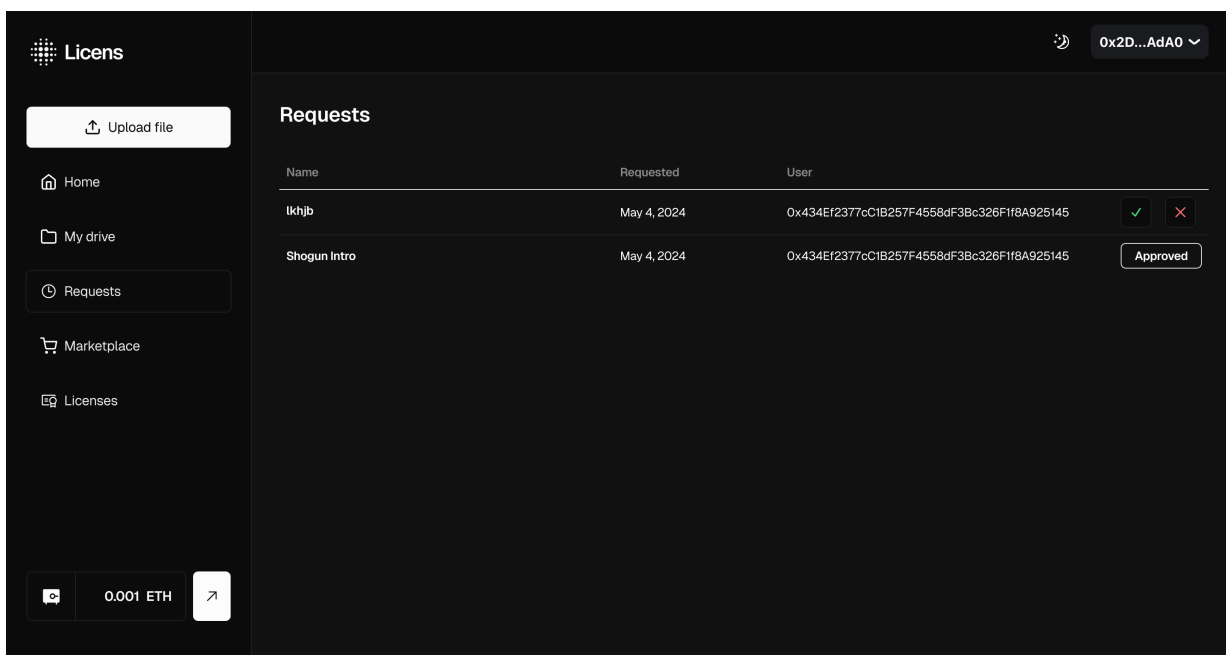 Licens
0x2D...AdA0
Upload file
Home
My drive
Requests
Marketplace
Licenses
0.001 ETH
Requests
Name Requested User
lkhjb May 4, 2024 0x434Ef2377cC1B257F4558dF3Bc326F1f8A925145
Shogun Intro May 4, 2024 0x434Ef2377cC1B257F4558dF3Bc326F1f8A925145 Approved